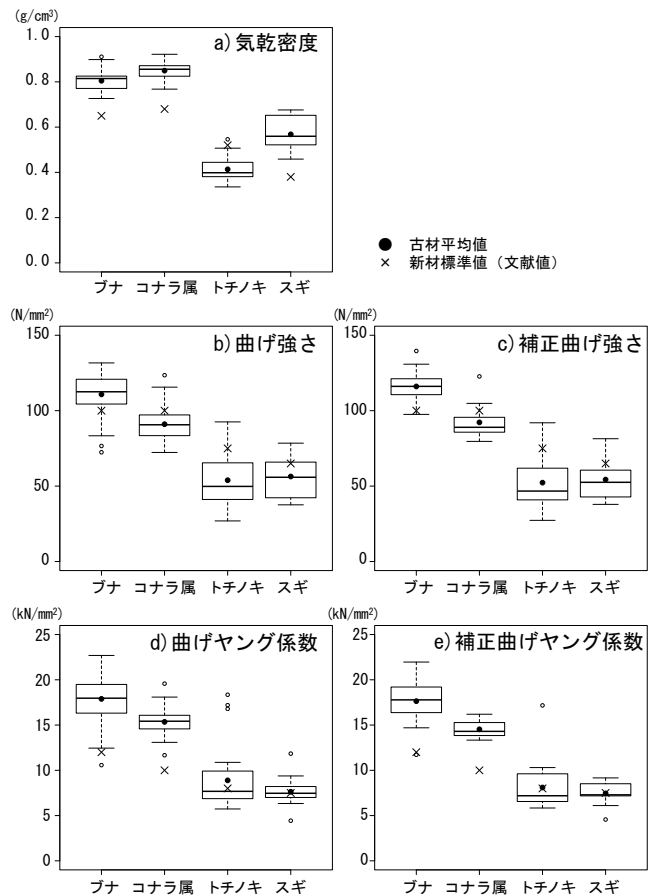 (g/cm³)
a) 気乾密度
1.0
0.8
0.6
0.4
0.2
0.0
ブナ コナラ属 トチノキ スギ
● 古材平均値
× 新材標準値（文献値）
(N/mm²)
b) 曲げ強さ
150
100
50
0
ブナ コナラ属 トチノキ スギ
(N/mm²)
c) 補正曲げ強さ
150
100
50
0
ブナ コナラ属 トチノキ スギ
(kN/mm²)
d) 曲げヤング係数
25
20
15
10
5
0
ブナ コナラ属 トチノキ スギ
(kN/mm²)
e) 補正曲げヤング係数
25
20
15
10
5
0
ブナ コナラ属 トチノキ スギ